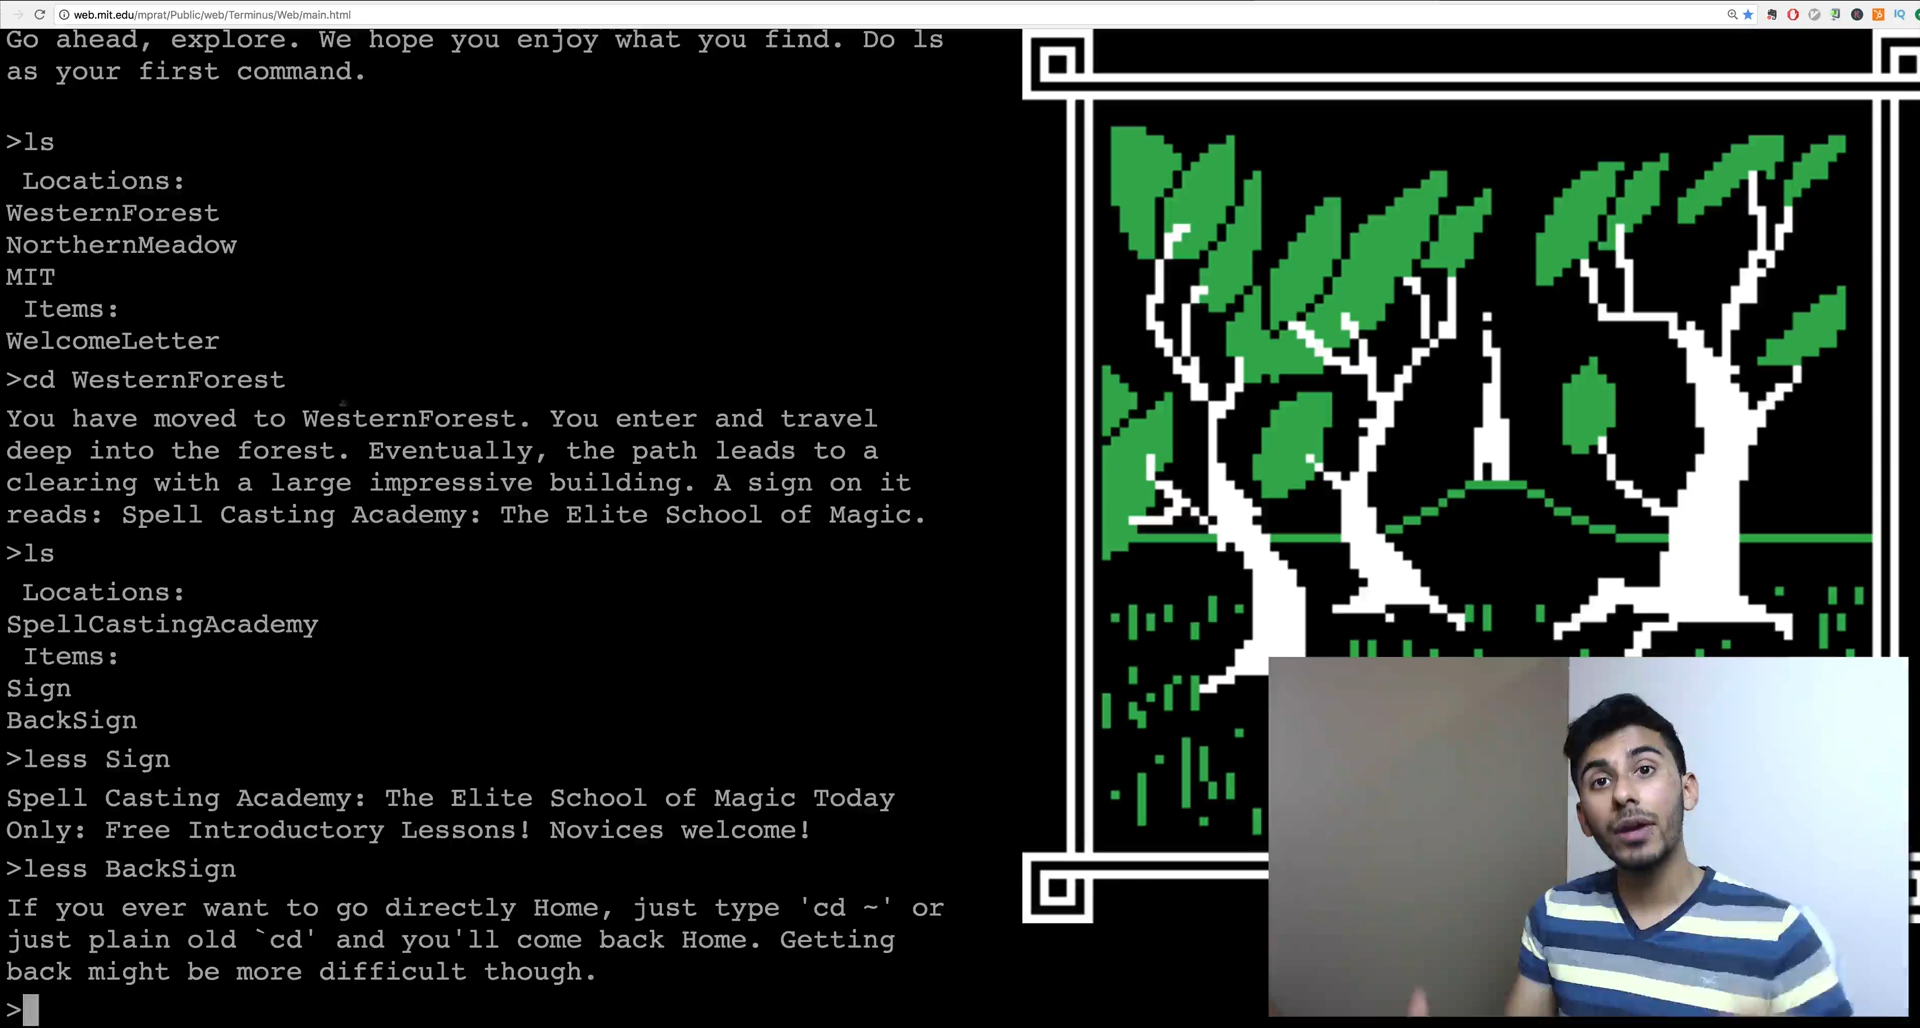 web.mit.edu/mprat/Public/web/Terminus/Web/main.html
IQ
Go ahead, explore. We hope you enjoy what you find. Do ls
as your first command.
>ls
Locations:
WesternForest
NorthernMeadow
MIT
Items:
WelcomeLetter
>cd WesternForest
You have moved to WesternForest. You enter and travel
deep into the forest. Eventually, the path leads to a
clearing with a large impressive building. A sign on it
reads: Spell Casting Academy: The Elite School of Magic.
>ls
Locations:
SpellCastingAcademy
Items:
Sign
BackSign
>less Sign
Spell Casting Academy: The Elite School of Magic Today
Only: Free Introductory Lessons! Novices welcome!
>less BackSign
If you ever want to go directly Home, just type 'cd ~' or
just plain old `cd' and you'll come back Home. Getting
back might be more difficult though.
>